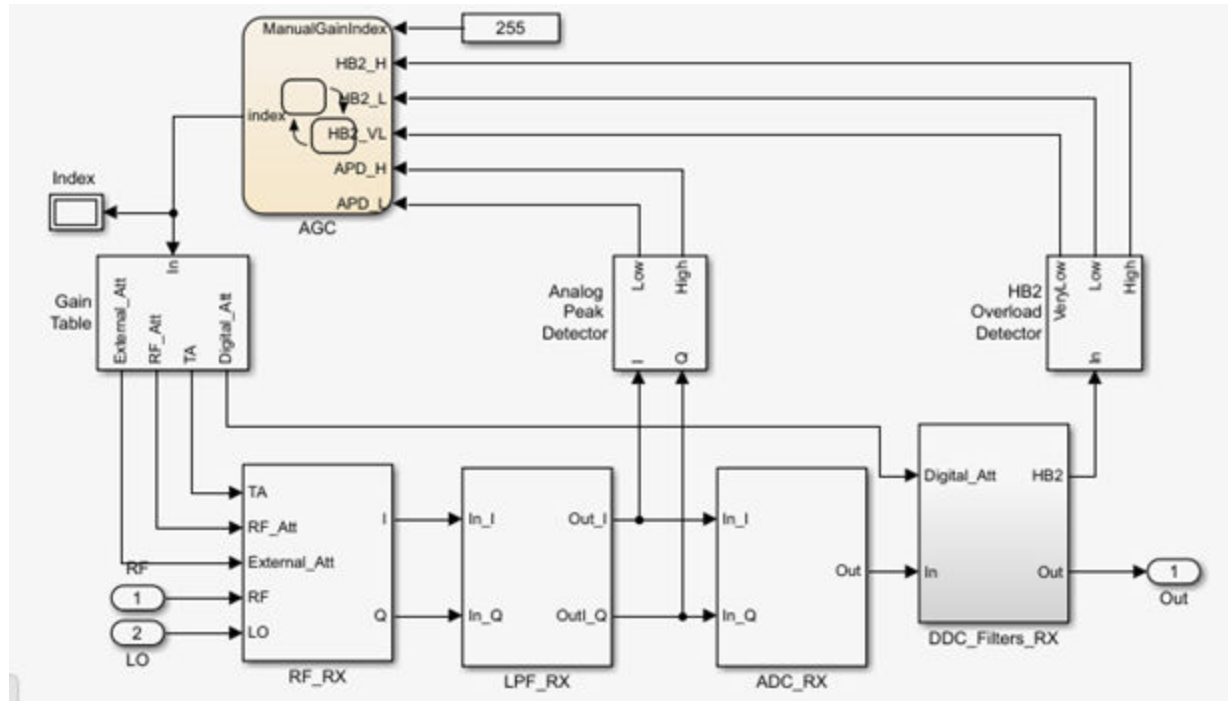 ManualGainIndex
255
HB2_H
HB2_L
index
HB2_VL
APD_H
APD_L
AGC
Index
In
Gain
Table
External_Att
RF_Att
TA
Digital_Att
Analog
Peak
Detector
Low
High
I
Q
HB2
Overload
Detector
VeryLow
Low
High
In
TA
RF_Att
External_Att
RF
LO
I
Q
RF_RX
RF
1
2
LO
In_I
In_Q
Out_I
OutI_Q
LPF_RX
In_I
In_Q
Out
ADC_RX
Digital_Att
HB2
In
Out
DDC_Filters_RX
1
Out